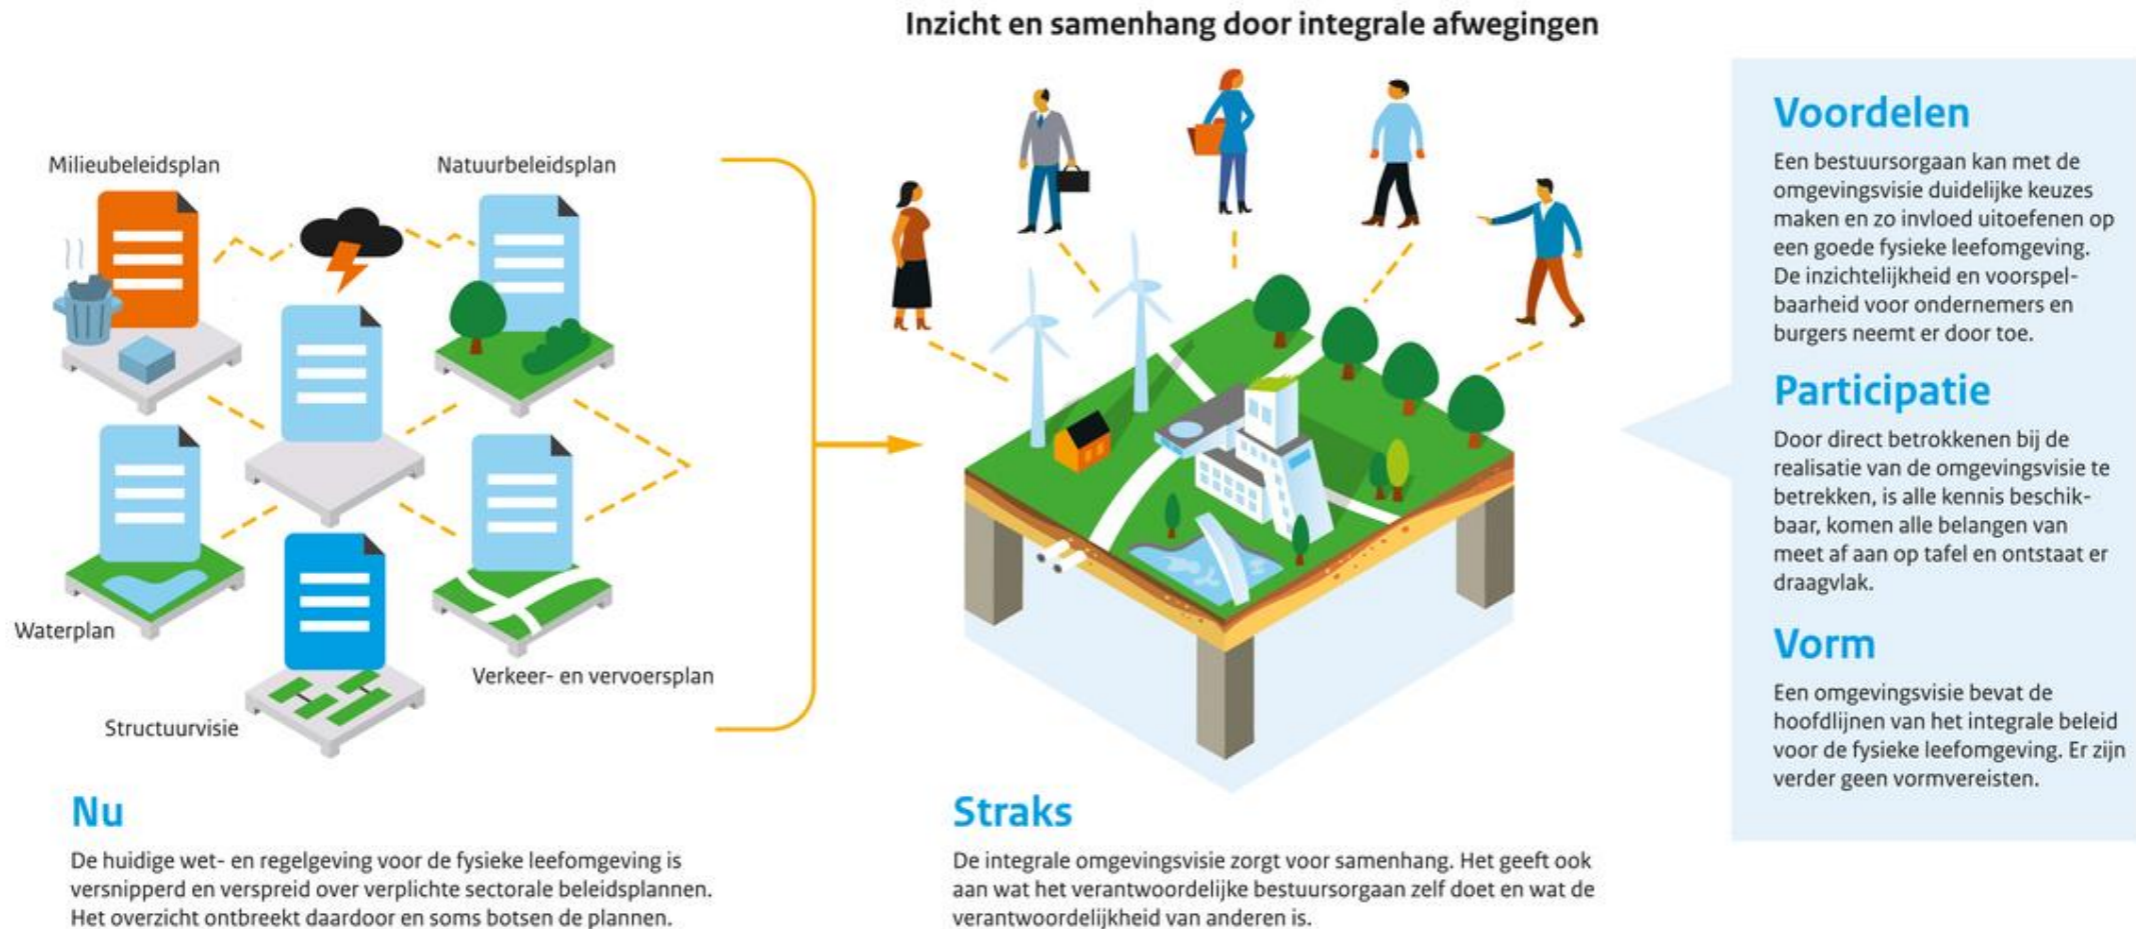 Inzicht en samenhang door integrale afwegingen
Milieubeleidsplan
Natuurbeleidsplan
Waterplan
Verkeer- en vervoersplan
Structuurvisie
Nu
De huidige wet- en regelgeving voor de fysieke leefomgeving is
versnipperd en verspreid over verplichte sectorale beleidsplannen.
Het overzicht ontbreekt daardoor en soms botsen de plannen.
Straks
De integrale omgevingsvisie zorgt voor samenhang. Het geeft ook
aan wat het verantwoordelijke bestuursorgaan zelf doet en wat de
verantwoordelijkheid van anderen is.
Voordelen
Een bestuursorgaan kan met de
omgevingsvisie duidelijke keuzes
maken en zo invloed uitoefenen op
een goede fysieke leefomgeving.
De inzichtelijkheid en voorspel-
baarheid voor ondernemers en
burgers neemt er door toe.
Participatie
Door direct betrokkenen bij de
realisatie van de omgevingsvisie te
betrekken, is alle kennis beschik-
baar, komen alle belangen van
meet af aan op tafel en ontstaat er
draagvlak.
Vorm
Een omgevingsvisie bevat de
hoofdlijnen van het integrale beleid
voor de fysieke leefomgeving. Er zijn
verder geen vormvereisten.